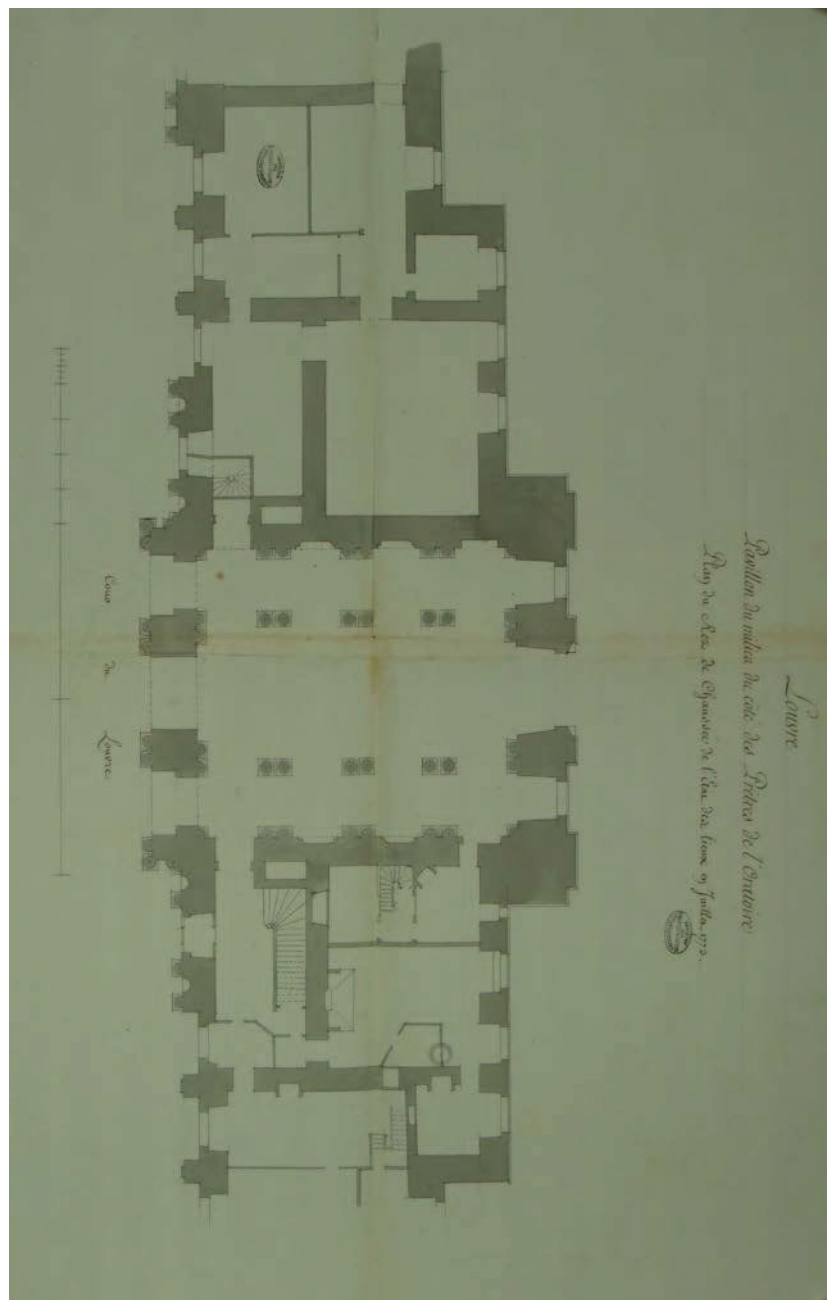 Louvre
Pavillon du milieu du côté des Prêtres de l'Oratoire
Plan du Rez de Chaussée de l'Etat des lieux Juillet 1772.
Cour du Louvre